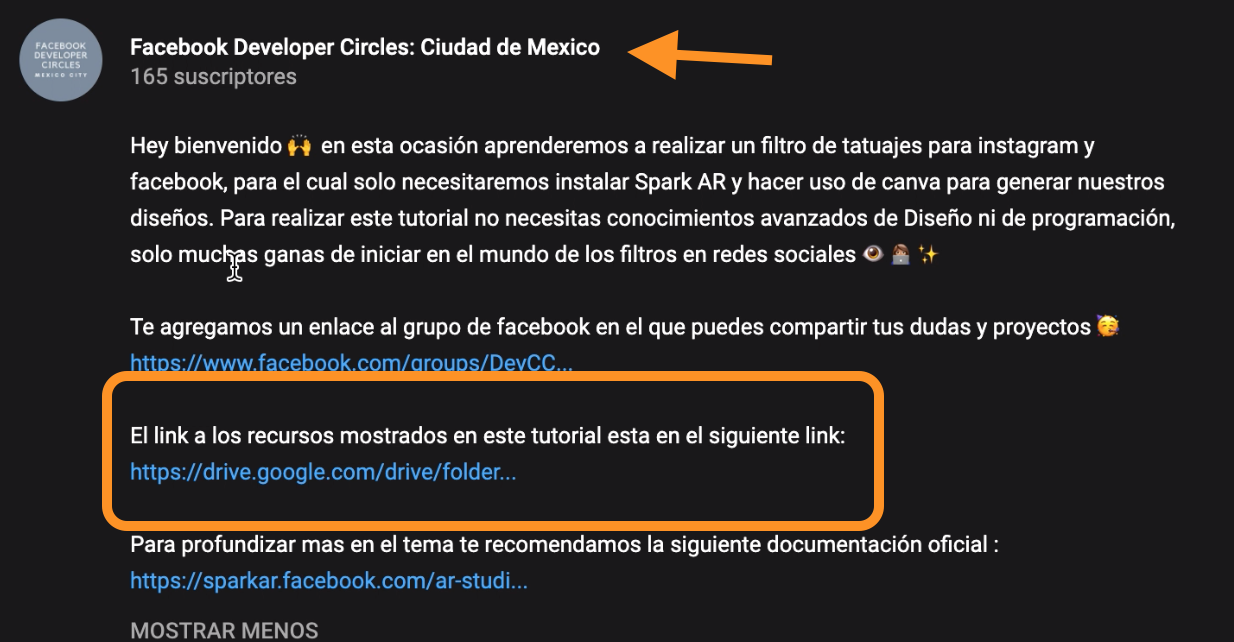 FACEBOOK
DEVELOPER
CIRCLES
MEXICO CITY
Facebook Developer Circles: Ciudad de Mexico
165 suscriptores
Hey bienvenido 🙌 en esta ocasión aprenderemos a realizar un filtro de tatuajes para instagram y
facebook, para el cual solo necesitaremos instalar Spark AR y hacer uso de canva para generar nuestros
diseños. Para realizar este tutorial no necesitas conocimientos avanzados de Diseño ni de programación,
solo muchas ganas de iniciar en el mundo de los filtros en redes sociales 👁️ 👩🏽‍💻 ✨
Te agregamos un enlace al grupo de facebook en el que puedes compartir tus dudas y proyectos 🥳
https://www.facebook.com/groups/DevCC...
El link a los recursos mostrados en este tutorial esta en el siguiente link:
https://drive.google.com/drive/folder...
Para profundizar mas en el tema te recomendamos la siguiente documentación oficial :
https://sparkar.facebook.com/ar-studi...
MOSTRAR MENOS